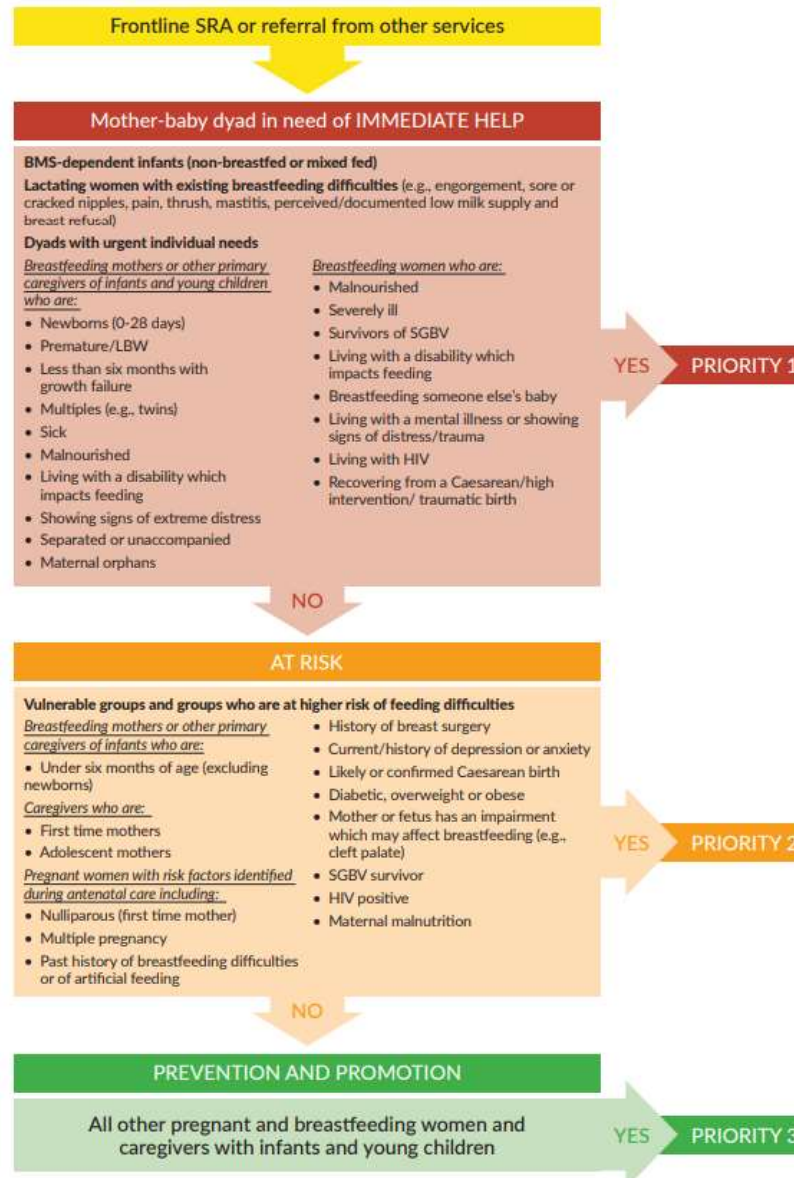 Frontline SRA or referral from other services
Mother-baby dyad in need of IMMEDIATE HELP
BMS-dependent infants (non-breastfed or mixed fed)
Lactating women with existing breastfeeding difficulties (e.g., engorgement, sore or
cracked nipples, pain, thrush, mastitis, perceived/documented low milk supply and
breast refusal)
Dyads with urgent individual needs
Breastfeeding mothers or other primary
caregivers of infants and young children
who are:
• Newborns (0-28 days)
• Premature/LBW
• Less than six months with
growth failure
• Multiples (e.g., twins)
• Sick
• Malnourished
• Living with a disability which
impacts feeding
• Showing signs of extreme distress
• Separated or unaccompanied
• Maternal orphans
Breastfeeding women who are:
• Malnourished
• Severely ill
• Survivors of SGBV
• Living with a disability which
impacts feeding
• Breastfeeding someone else's baby
• Living with a mental illness or showing
signs of distress/trauma
• Living with HIV
• Recovering from a Caesarean/high
intervention/ traumatic birth
YES
PRIORITY 1
NO
AT RISK
Vulnerable groups and groups who are at higher risk of feeding difficulties
Breastfeeding mothers or other primary
caregivers of infants who are:
• Under six months of age (excluding
newborns)
Caregivers who are:
• First time mothers
• Adolescent mothers
Pregnant women with risk factors identified
during antenatal care including:
• Nulliparous (first time mother)
• Multiple pregnancy
• Past history of breastfeeding difficulties
or of artificial feeding
• History of breast surgery
• Current/history of depression or anxiety
• Likely or confirmed Caesarean birth
• Diabetic, overweight or obese
• Mother or fetus has an impairment
which may affect breastfeeding (e.g.,
cleft palate)
• SGBV survivor
• HIV positive
• Maternal malnutrition
YES
PRIORITY 2
NO
PREVENTION AND PROMOTION
All other pregnant and breastfeeding women and
caregivers with infants and young children
YES
PRIORITY 3